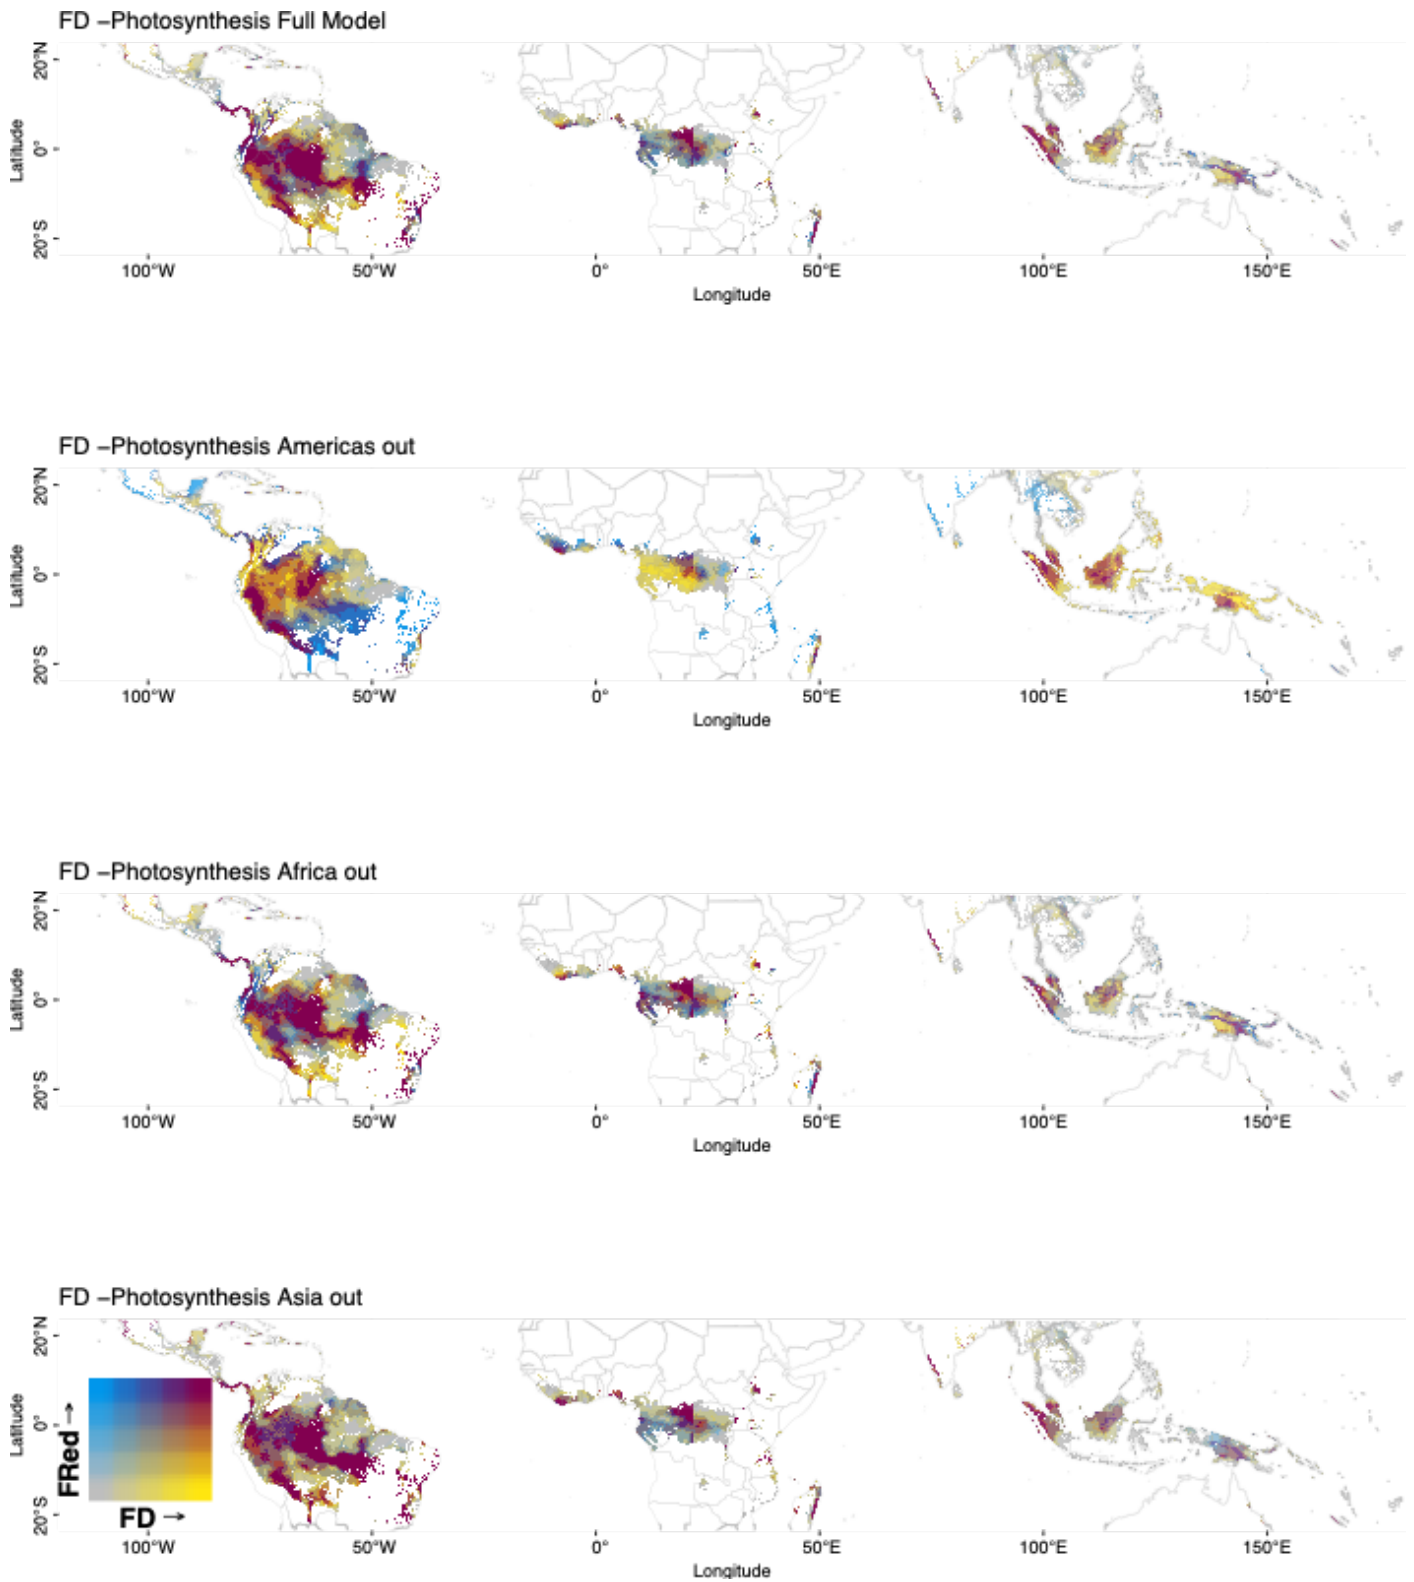 FD −Photosynthesis Full Model
20°N
0°
20°S
Latitude
100°W 50°W 0° 50°E 100°E 150°E
Longitude
FD −Photosynthesis Americas out
20°N
0°
20°S
Latitude
100°W 50°W 0° 50°E 100°E 150°E
Longitude
FD −Photosynthesis Africa out
20°N
0°
20°S
Latitude
100°W 50°W 0° 50°E 100°E 150°E
Longitude
FD −Photosynthesis Asia out
20°N
0°
20°S
Latitude
FRed →
FD →
100°W 50°W 0° 50°E 100°E 150°E
Longitude